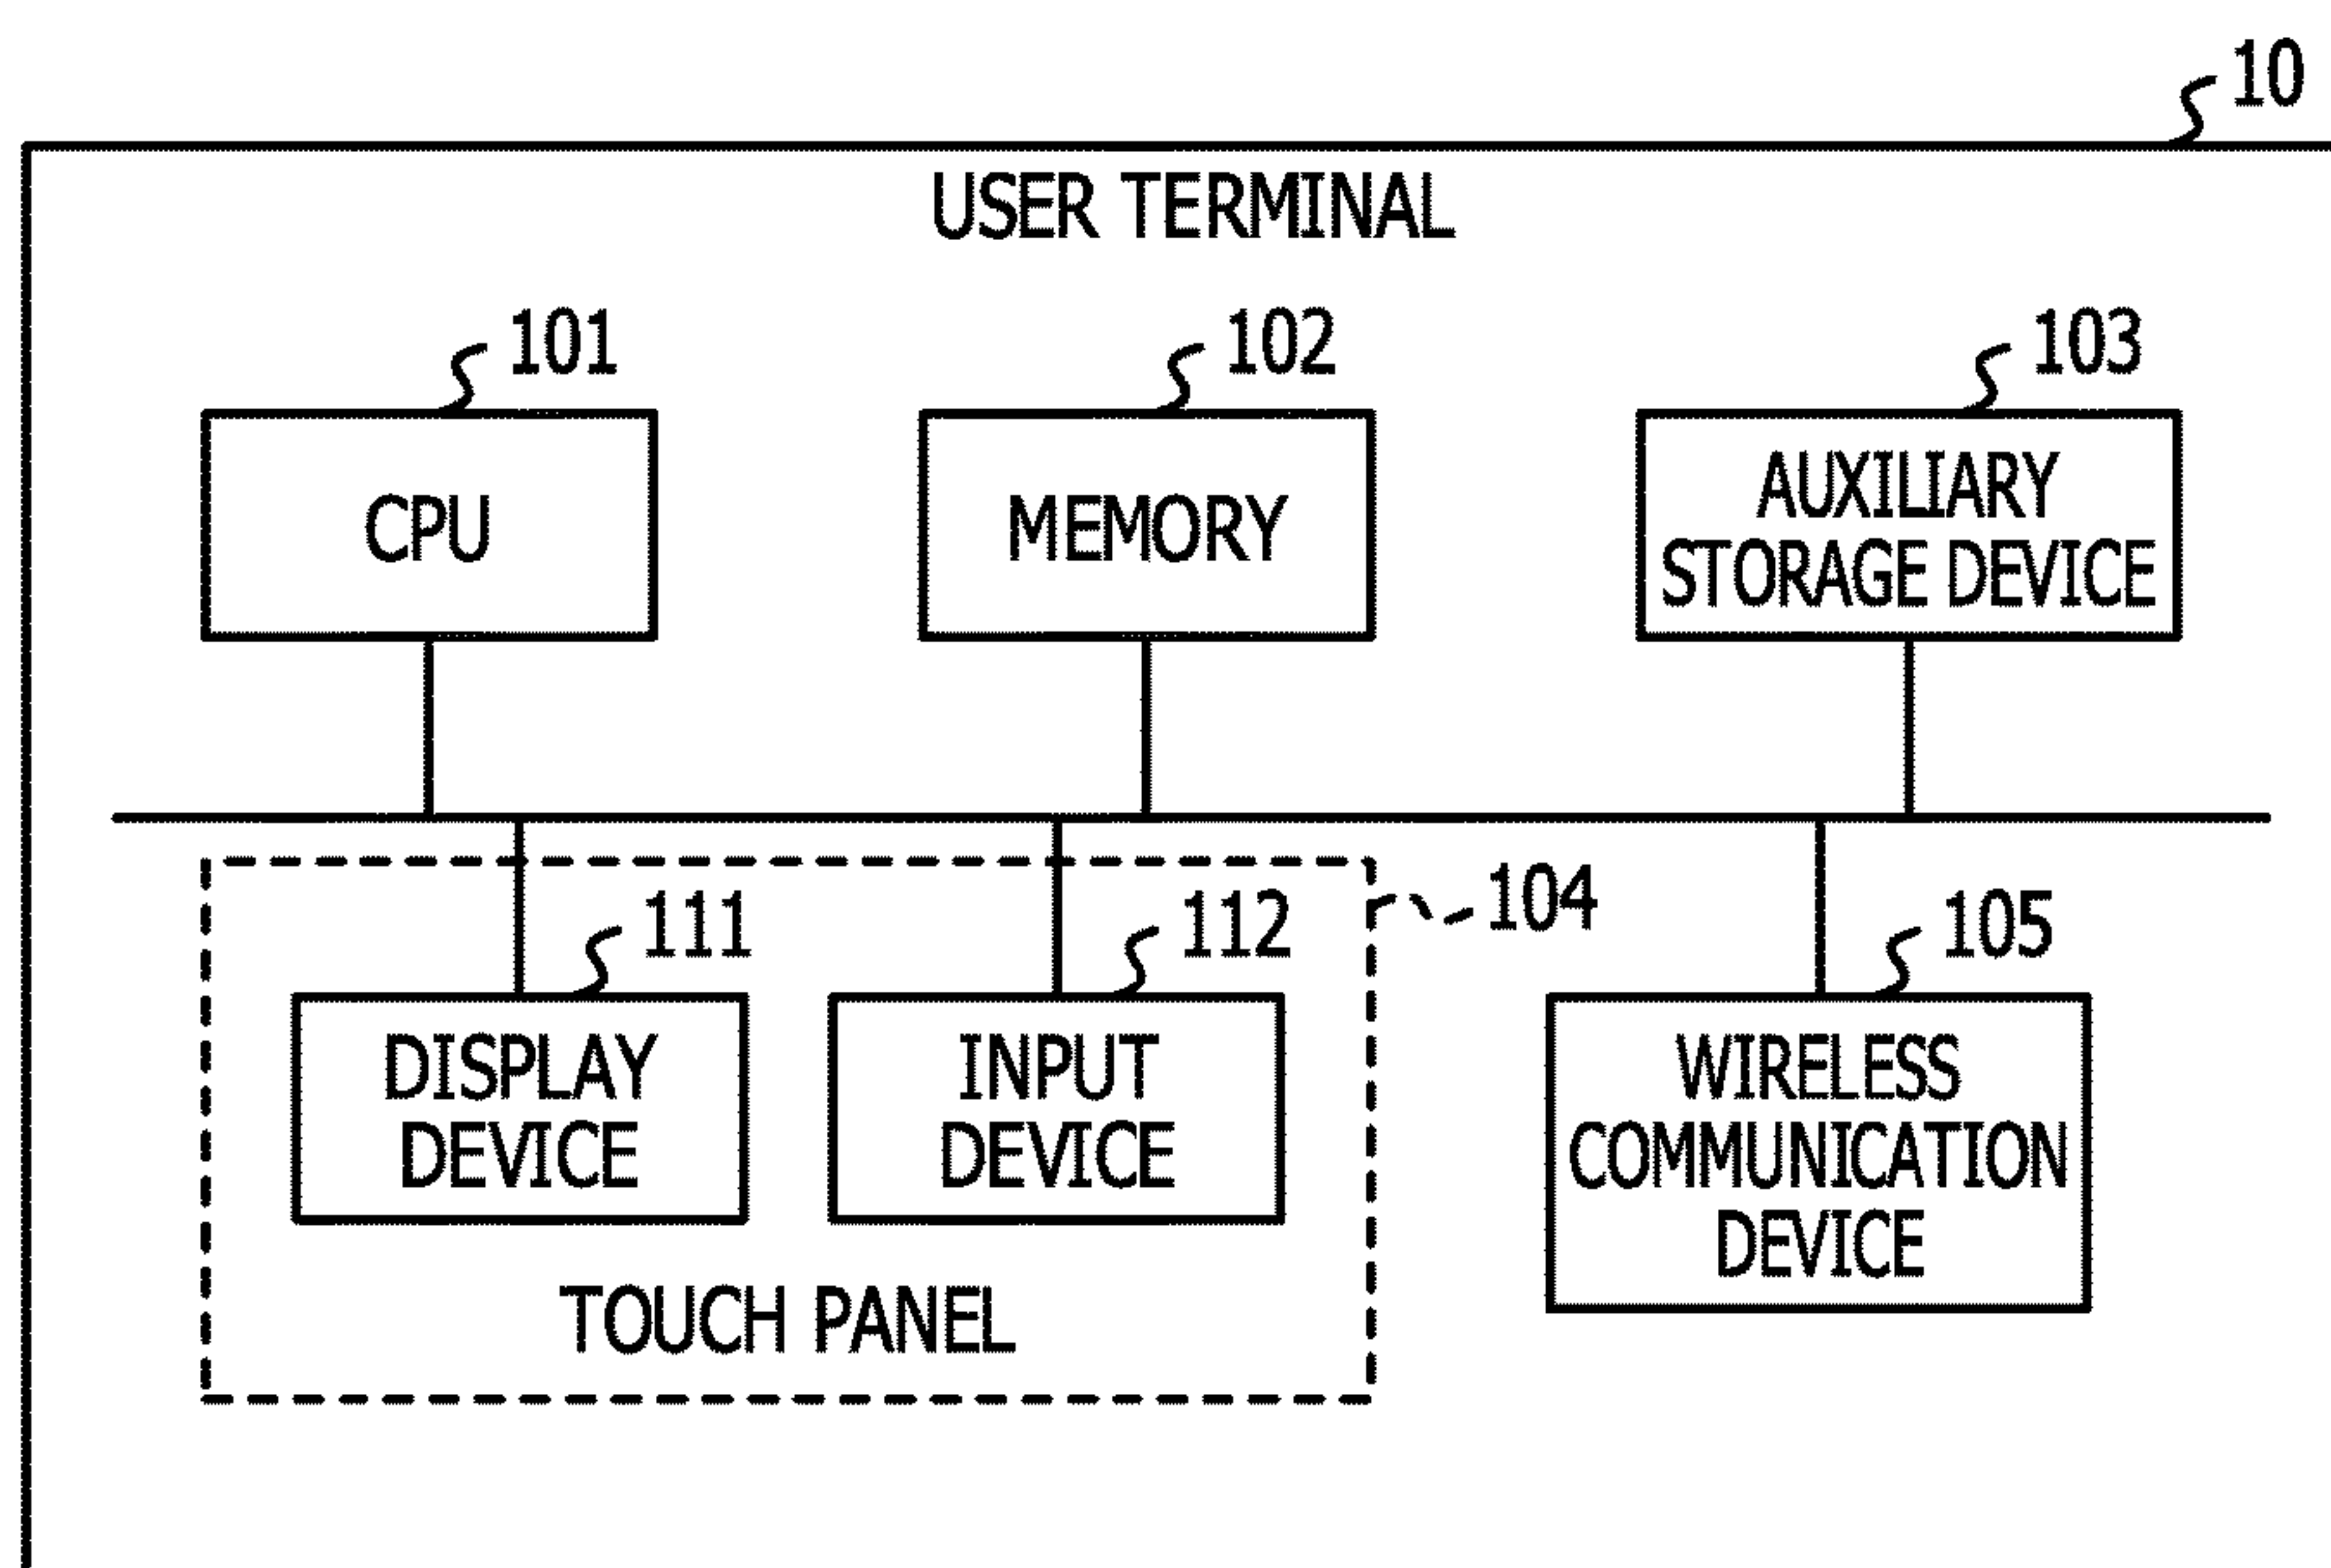 10
USER TERMINAL
101
102
103
CPU
MEMORY
AUXILIARY
STORAGE DEVICE
104
111
112
105
DISPLAY
DEVICE
INPUT
DEVICE
WIRELESS
COMMUNICATION
DEVICE
TOUCH PANEL